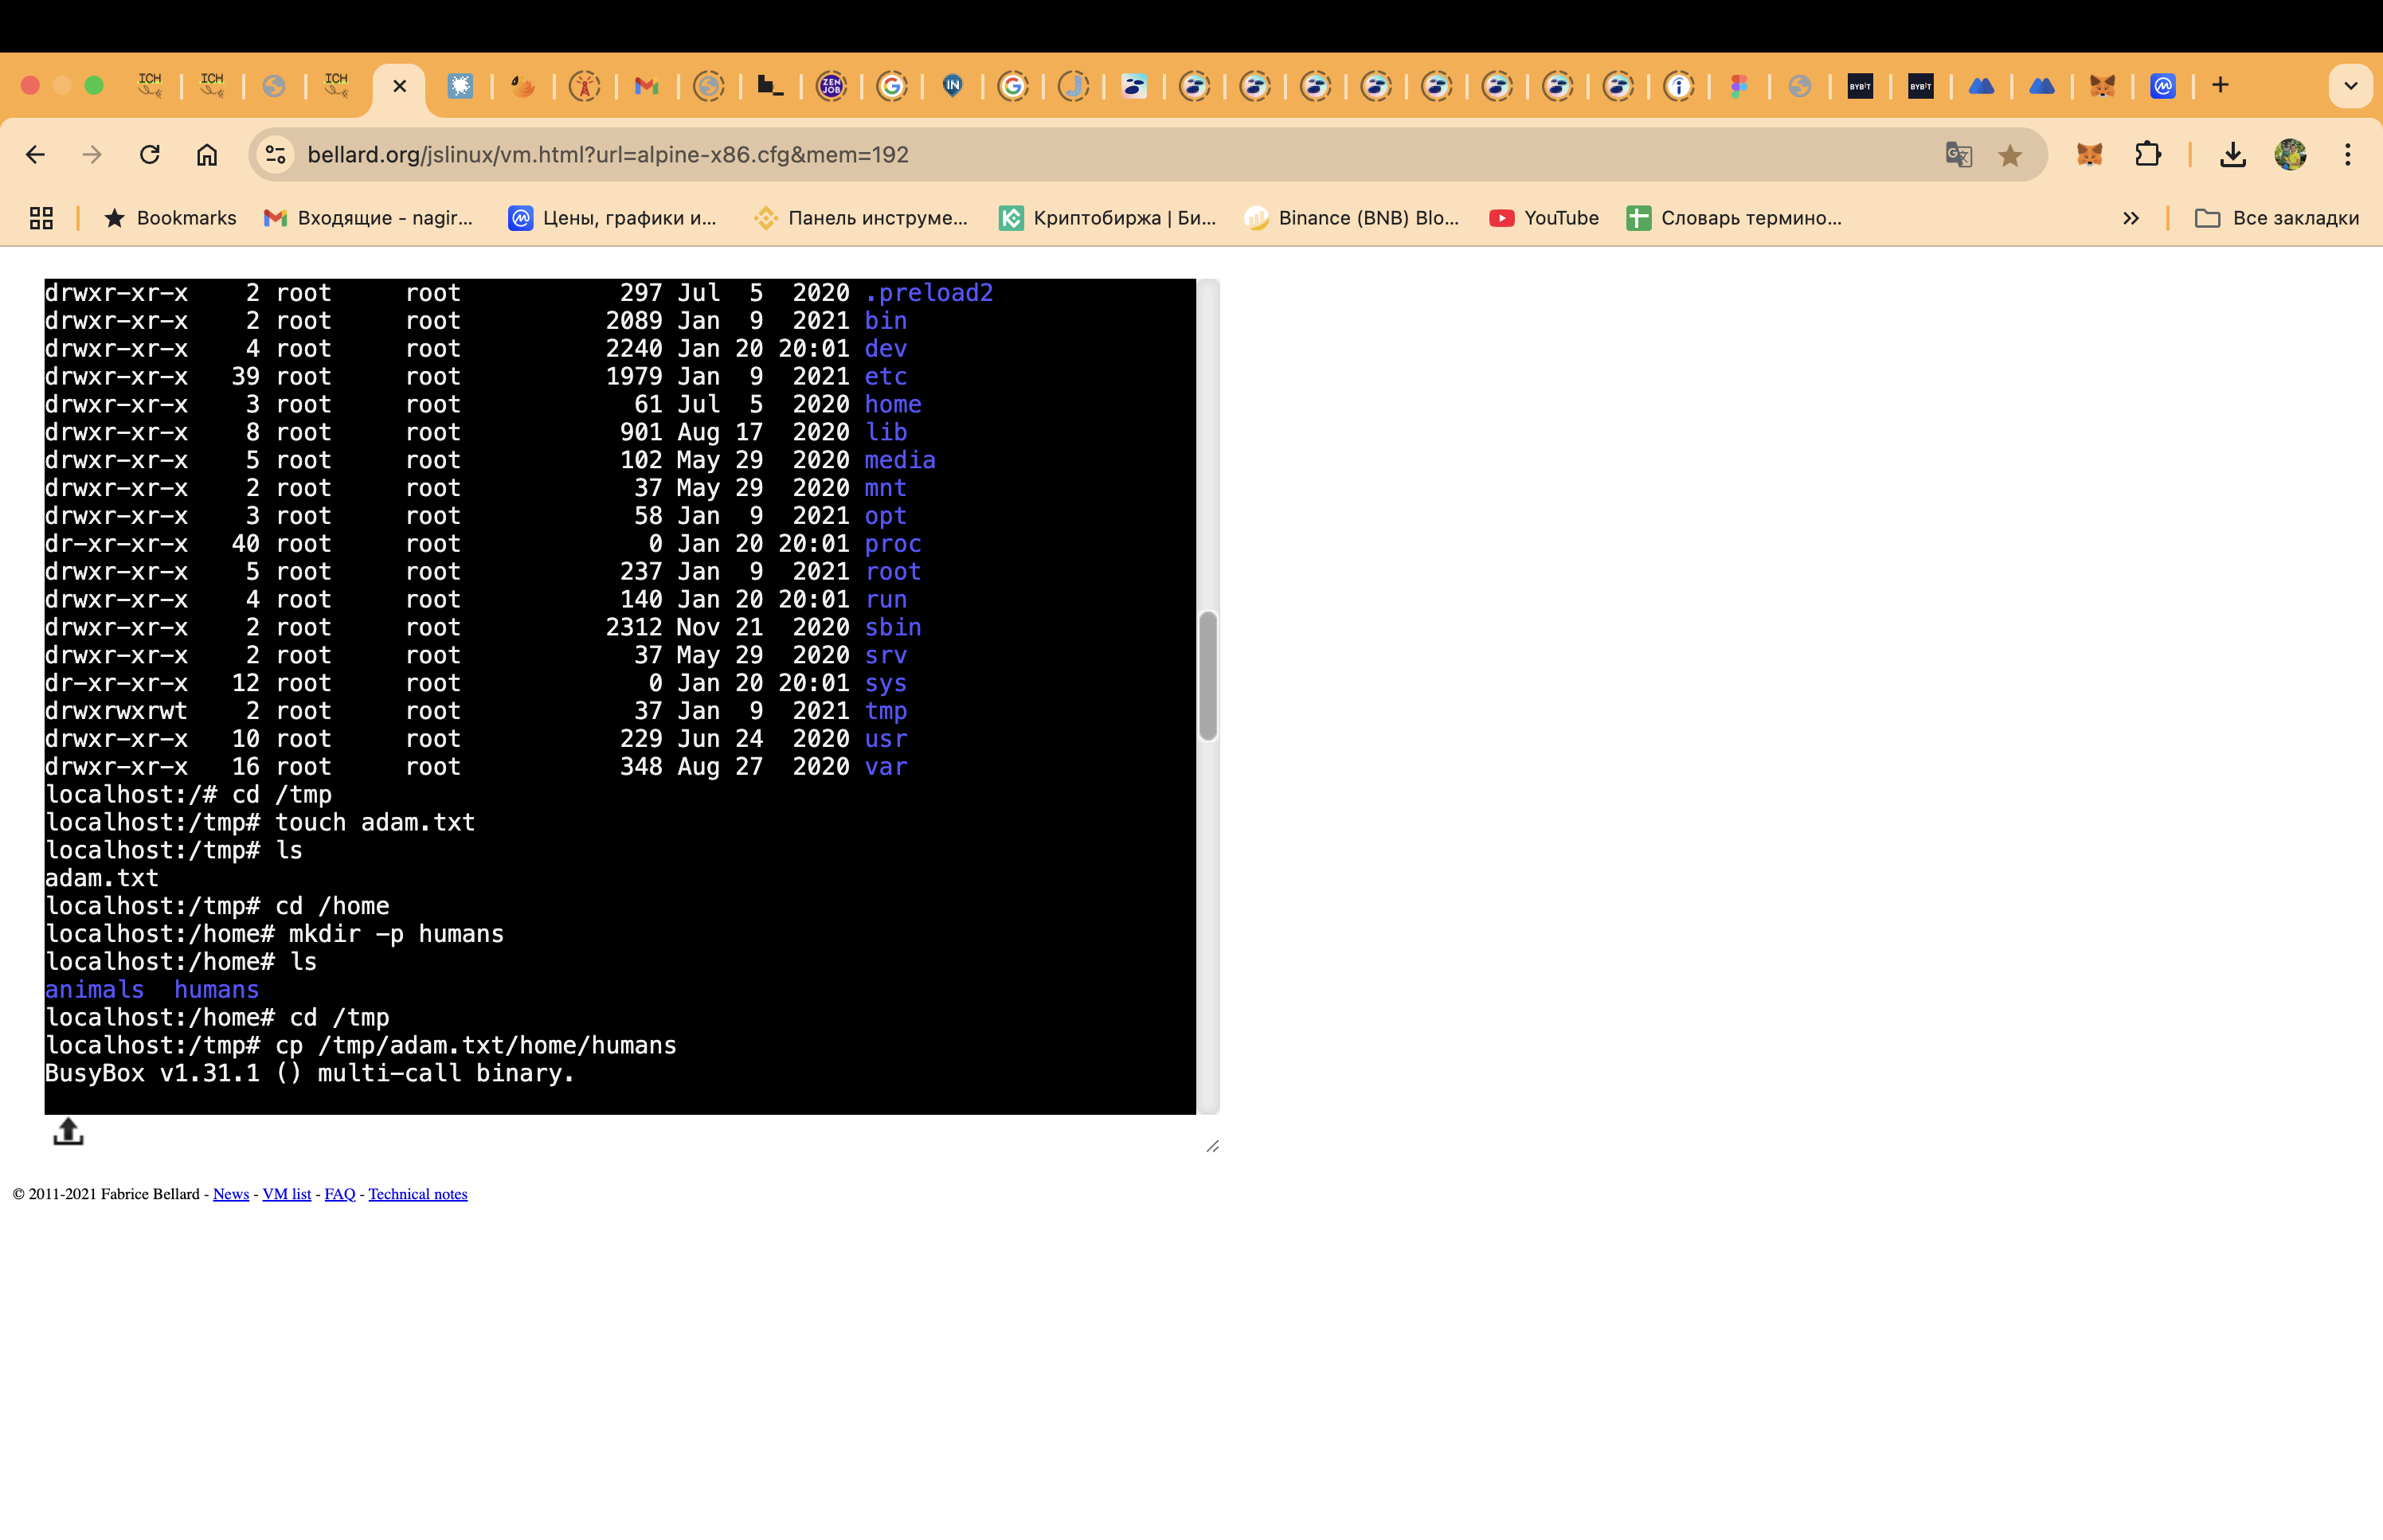 ICH
ICH
ICH
ZEN JOB
IN
BYBIT
BYBIT
bellard.org/jslinux/vm.html?url=alpine-x86.cfg&mem=192
Bookmarks
Входящие - nagir...
Цены, графики и...
Панель инструме...
Криптобиржа | Би...
Binance (BNB) Blo...
YouTube
Словарь термино...
Все закладки
drwxr-xr-x    2 root     root           297 Jul  5  2020 .preload2
drwxr-xr-x    2 root     root          2089 Jan  9  2021 bin
drwxr-xr-x    4 root     root          2240 Jan 20 20:01 dev
drwxr-xr-x   39 root     root          1979 Jan  9  2021 etc
drwxr-xr-x    3 root     root            61 Jul  5  2020 home
drwxr-xr-x    8 root     root           901 Aug 17  2020 lib
drwxr-xr-x    5 root     root           102 May 29  2020 media
drwxr-xr-x    2 root     root            37 May 29  2020 mnt
drwxr-xr-x    3 root     root            58 Jan  9  2021 opt
dr-xr-xr-x   40 root     root             0 Jan 20 20:01 proc
drwxr-xr-x    5 root     root           237 Jan  9  2021 root
drwxr-xr-x    4 root     root           140 Jan 20 20:01 run
drwxr-xr-x    2 root     root          2312 Nov 21  2020 sbin
drwxr-xr-x    2 root     root            37 May 29  2020 srv
dr-xr-xr-x   12 root     root             0 Jan 20 20:01 sys
drwxrwxrwt    2 root     root            37 Jan  9  2021 tmp
drwxr-xr-x   10 root     root           229 Jun 24  2020 usr
drwxr-xr-x   16 root     root           348 Aug 27  2020 var
localhost:/# cd /tmp
localhost:/tmp# touch adam.txt
localhost:/tmp# ls
adam.txt
localhost:/tmp# cd /home
localhost:/home# mkdir -p humans
localhost:/home# ls
animals  humans
localhost:/home# cd /tmp
localhost:/tmp# cp /tmp/adam.txt/home/humans
BusyBox v1.31.1 () multi-call binary.
© 2011-2021 Fabrice Bellard - News - VM list - FAQ - Technical notes